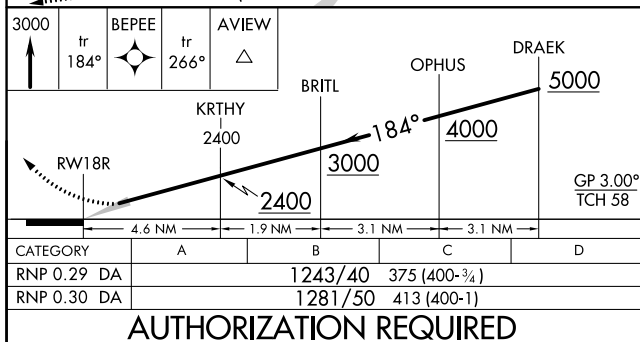 3000
tr
184°
BEPEE
tr
266°
AVIEW
DRAEK
OPHUS
5000
BRITL
KRTHY
184°
4000
2400
RW18R
3000
GP 3.00°
TCH 58
2400
4.6 NM
1.9 NM
3.1 NM
3.1 NM
CATEGORY A B C D
RNP 0.29 DA 1243/40 375 (400-¾)
RNP 0.30 DA 1281/50 413 (400-1)
AUTHORIZATION REQUIRED